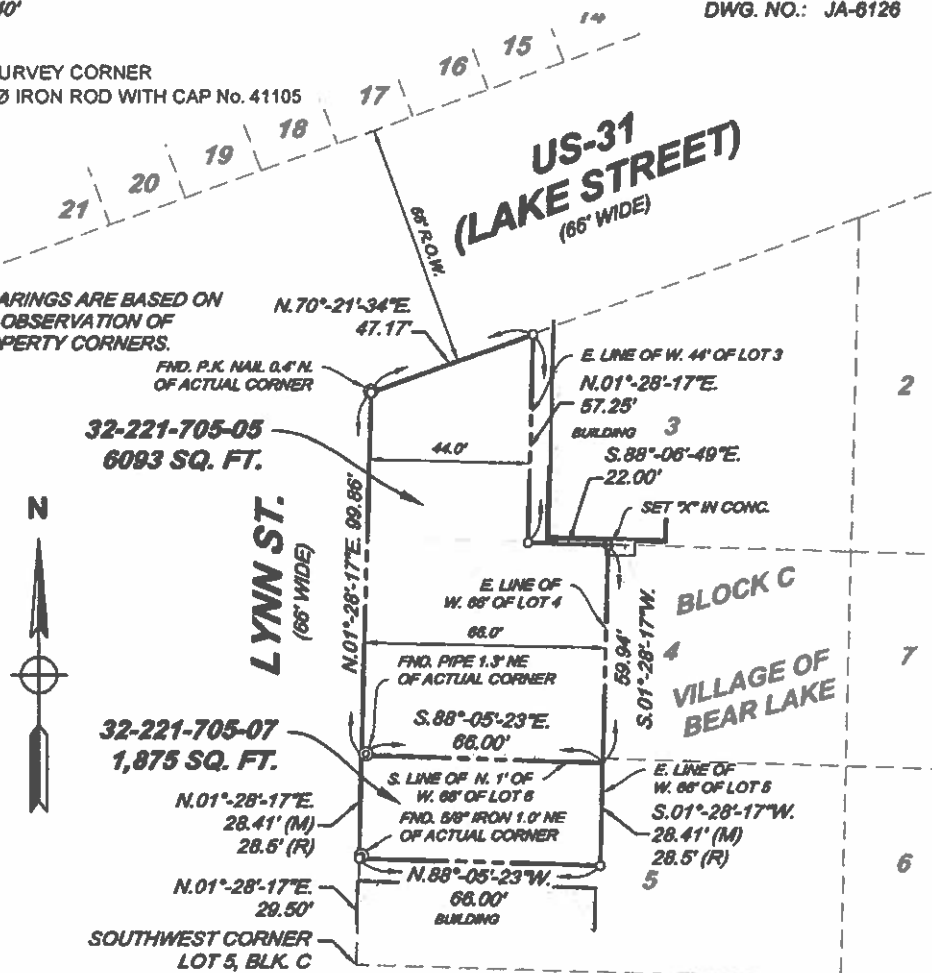 DWG. NO.: JA-6126
URVEY CORNER
Ø IRON ROD WITH CAP No. 41105
14
15
16
17
18
19
20
21
US-31
(LAKE STREET)
(66' WIDE)
66' R.O.W.
ARINGS ARE BASED ON
OBSERVATION OF
PERTY CORNERS.
N.70°-21'-34"E.
47.17'
FND. P.K. NAIL 0.4' N.
OF ACTUAL CORNER
E. LINE OF W. 44' OF LOT 3
N.01°-28'-17"E.
57.25'
2
3
BUILDING
S.88°-06'-49"E.
22.00'
SET "X" IN CONC.
32-221-705-05
6093 SQ. FT.
44.0'
N
LYNN ST.
(66' WIDE)
N.01°-28'-17"E. 99.86'
E. LINE OF
W. 66' OF LOT 4
66.0'
59.94'
S.01°-28'-17"W.
BLOCK C
4
VILLAGE OF
BEAR LAKE
7
FND. PIPE 1.3' NE
OF ACTUAL CORNER
S.88°-05'-23"E.
66.00'
32-221-705-07
1,875 SQ. FT.
S. LINE OF N. 1' OF
W. 66' OF LOT 5
E. LINE OF
W. 66' OF LOT 5
N.01°-28'-17"E.
28.41' (M)
28.5' (R)
FND. 5/8" IRON 1.0' NE
OF ACTUAL CORNER
S.01°-28'-17"W.
28.41' (M)
28.5' (R)
N.88°-05'-23"W.
66.00'
BUILDING
5
6
N.01°-28'-17"E.
29.50'
SOUTHWEST CORNER
LOT 5, BLK. C